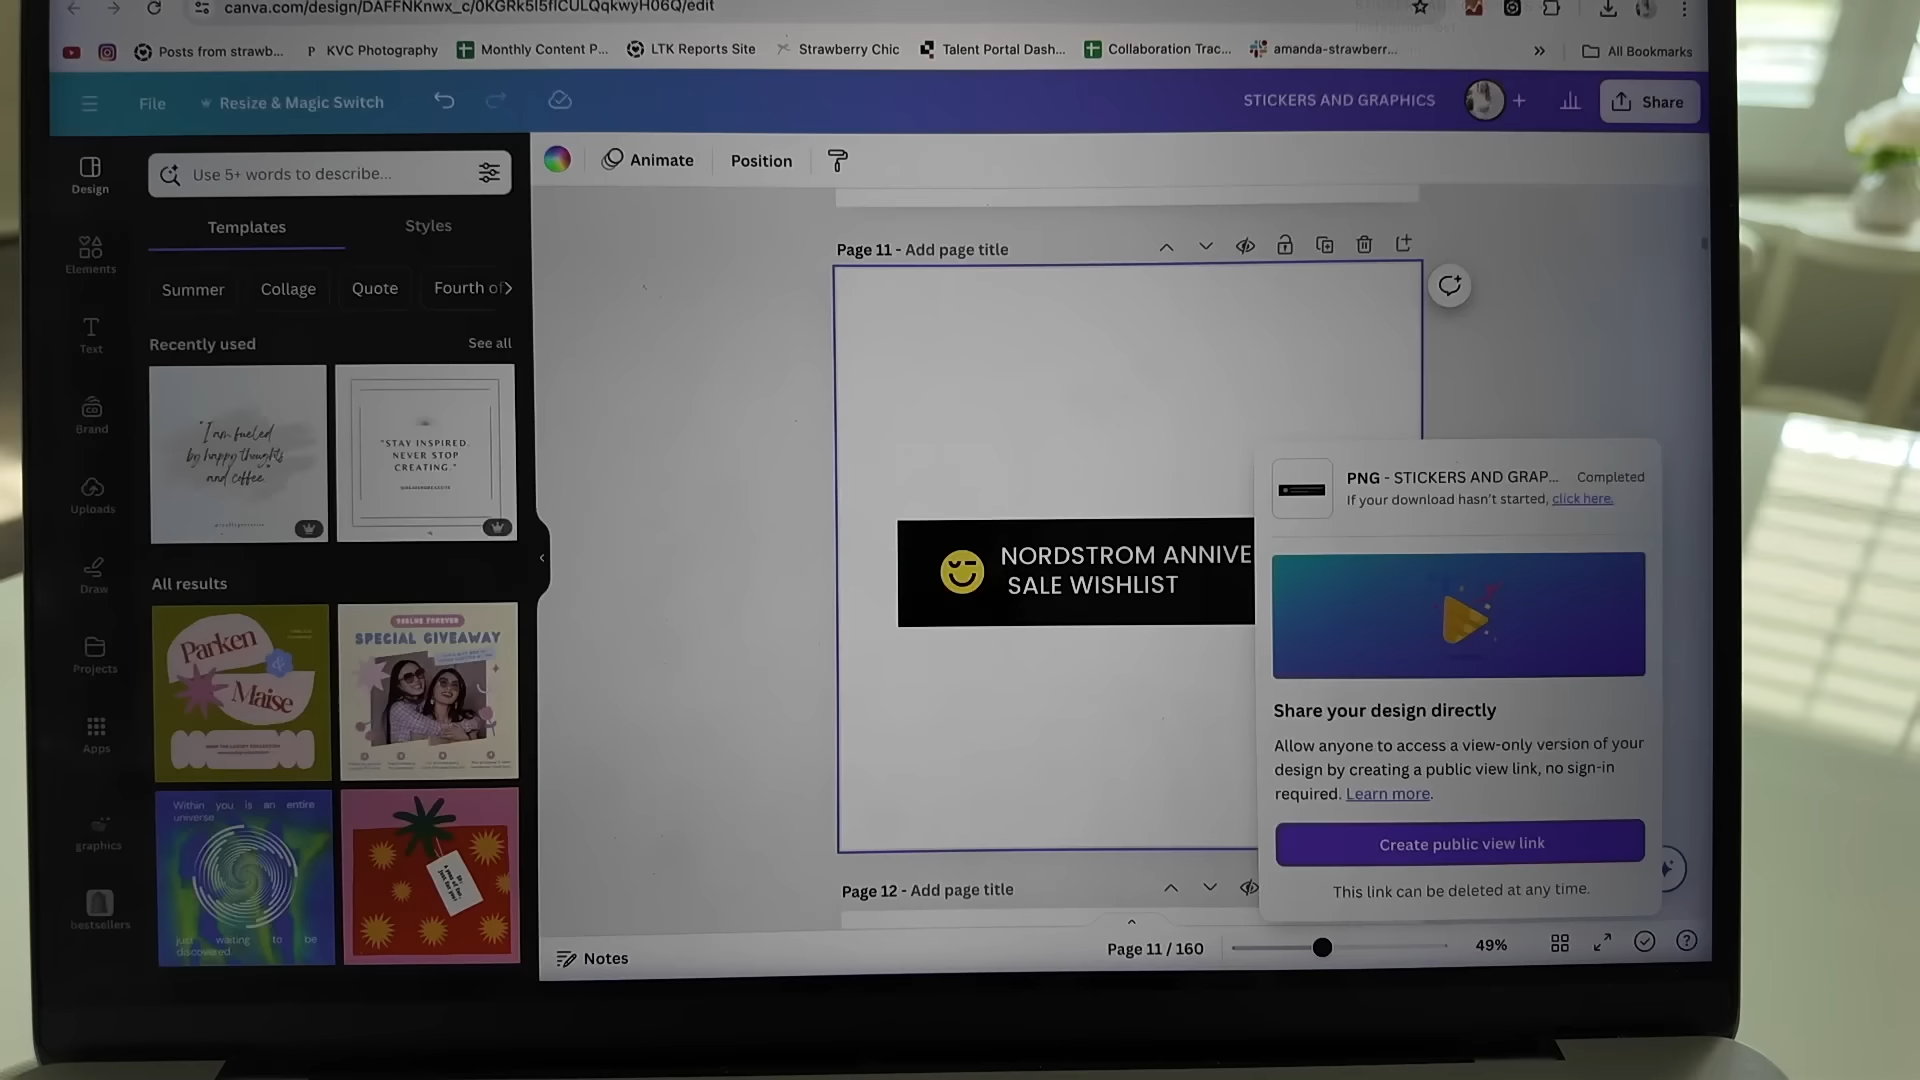 canva.com/design/DAFFNKnwx_c/0KGRk5I5fICULQqkwyH06Q/edit
Posts from strawb...
KVC Photography
Monthly Content P...
LTK Reports Site
Strawberry Chic
Talent Portal Dash...
Collaboration Trac...
amanda-strawberr...
All Bookmarks
File
Resize & Magic Switch
STICKERS AND GRAPHICS
Share
Design
Elements
Text
Brand
Uploads
Draw
Projects
Apps
graphics
bestsellers
Use 5+ words to describe...
Templates
Styles
Summer
Collage
Quote
Fourth of
Recently used
See all
"I am fueled
by happy thoughts
and coffee"
"STAY INSPIRED.
NEVER STOP
CREATING."
All results
Parken
&
Maise
SPECIAL GIVEAWAY
Within you is an entire
universe
just waiting to be
discovered
Animate
Position
Page 11 - Add page title
NORDSTROM ANNIVE
SALE WISHLIST
Page 12 - Add page title
PNG - STICKERS AND GRAP...
Completed
If your download hasn't started, click here.
Share your design directly
Allow anyone to access a view-only version of your
design by creating a public view link, no sign-in
required. Learn more.
Create public view link
This link can be deleted at any time.
Notes
Page 11 / 160
49%